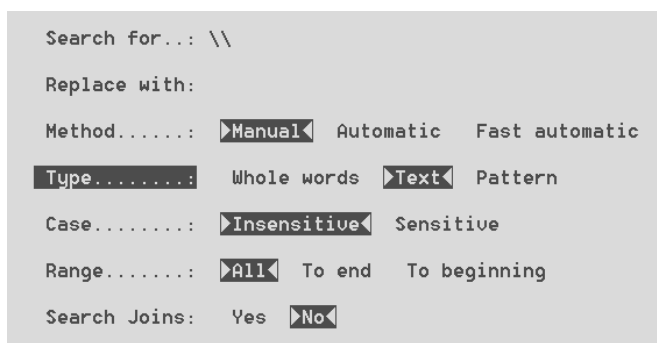 Search for..: \\
Replace with:
Method......: ▶Manual◀ Automatic Fast automatic
Type........: Whole words ▶Text◀ Pattern
Case........: ▶Insensitive◀ Sensitive
Range.......: ▶All◀ To end To beginning
Search Joins: Yes ▶No◀